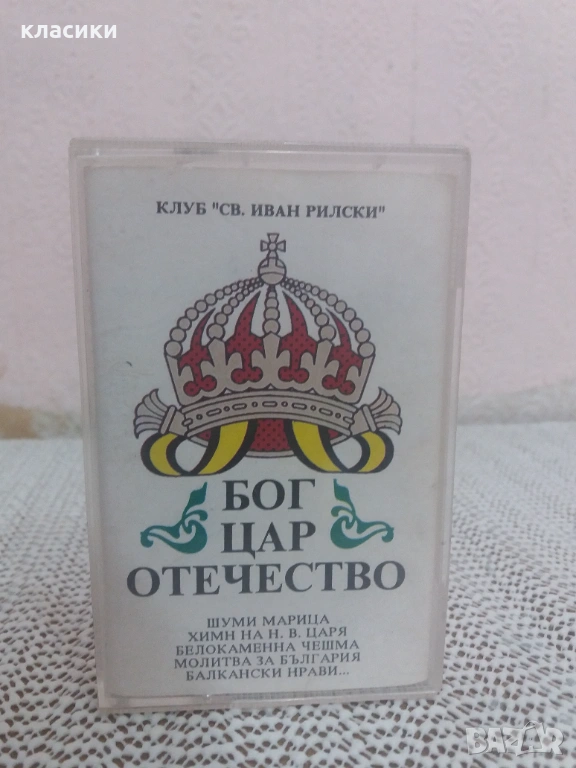 класики
КЛУБ "СВ. ИВАН РИЛСКИ"
БОГ
ЦАР
ОТЕЧЕСТВО
ШУМИ МАРИЦА
ХИМН НА Н. В. ЦАРЯ
БЕЛОКАМЕННА ЧЕШМА
МОЛИТВА ЗА БЪЛГАРИЯ
БАЛКАНСКИ НРАВИ...
BAZAR